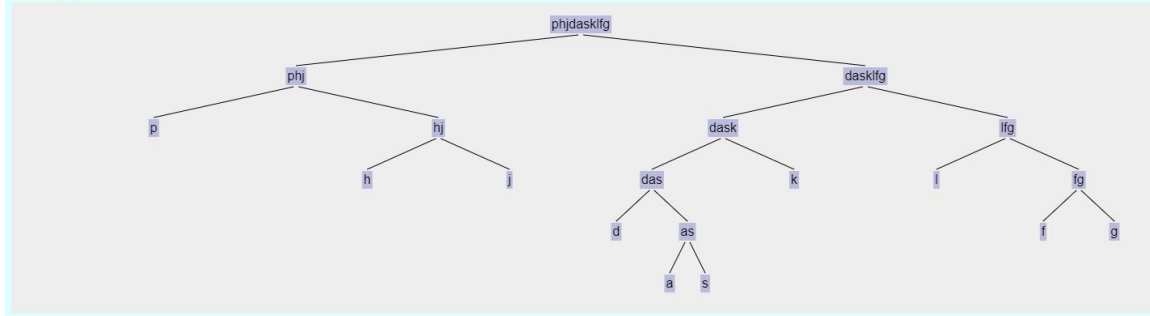 phjdasklfg
phj dasklfg
p hj dask lfg
h j das k l fg
d as f g
a s